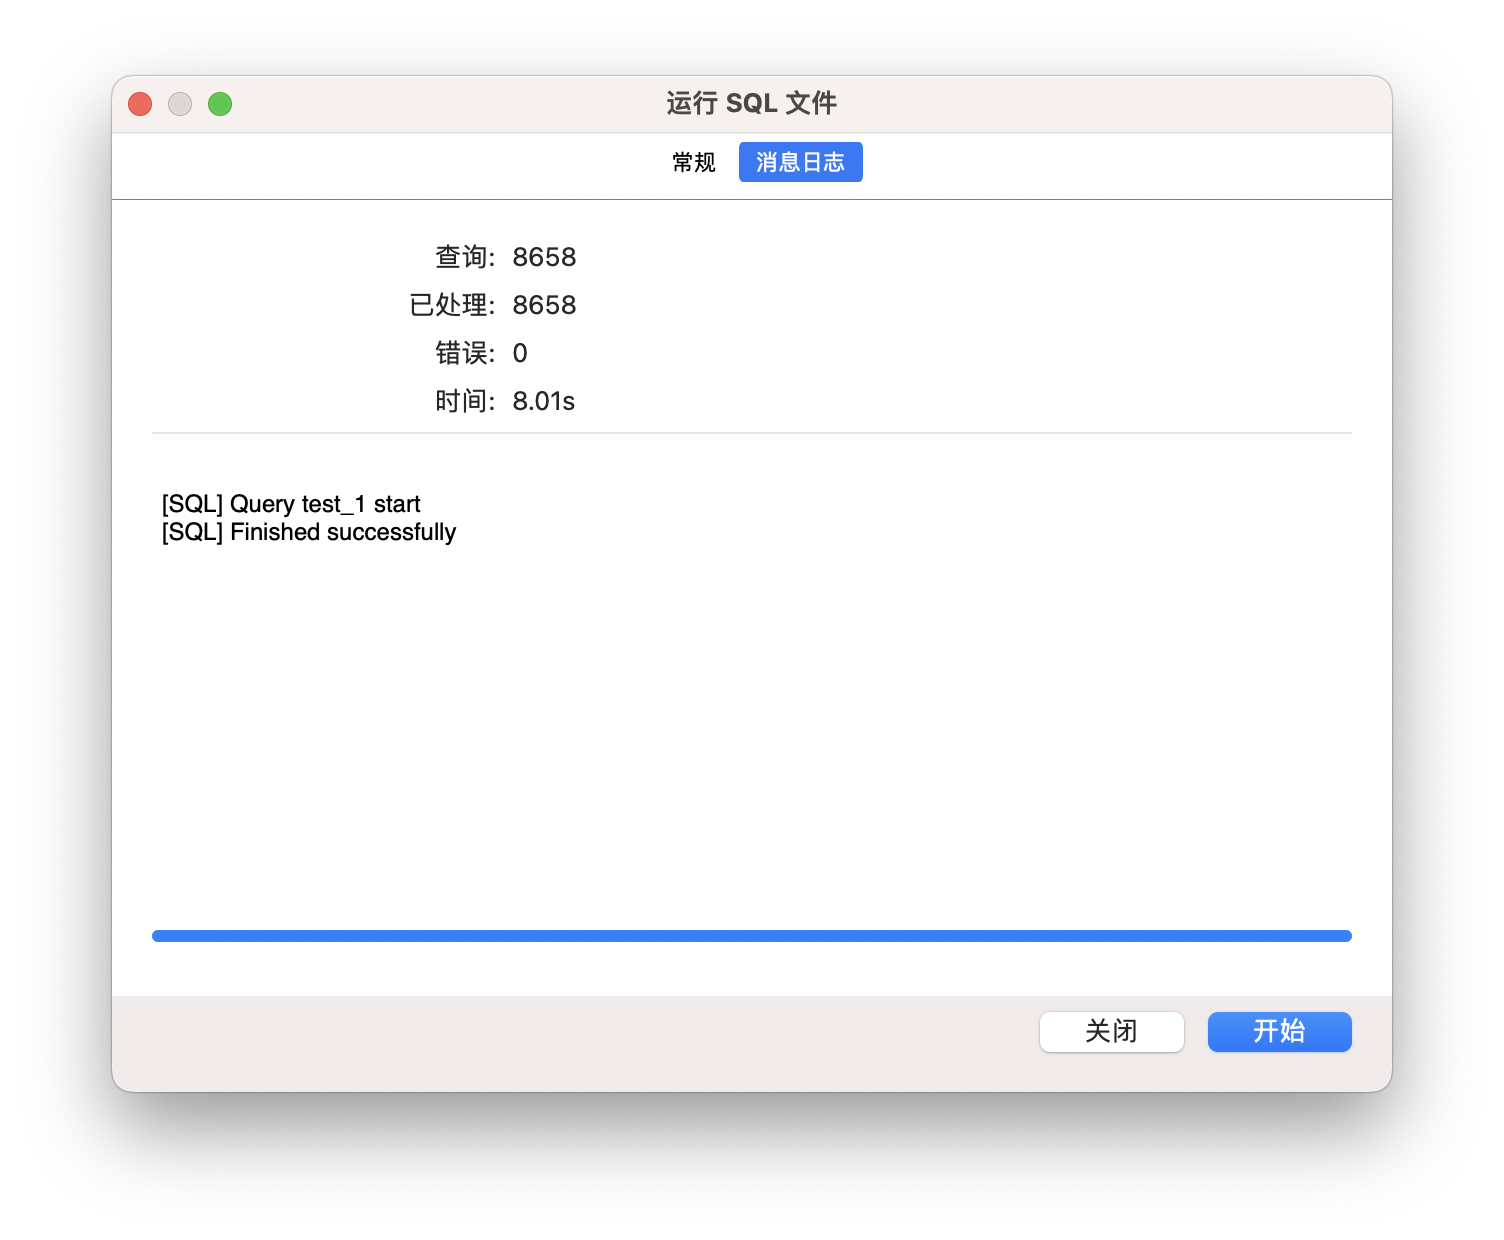 运行 SQL 文件
常规 消息日志
查询: 8658
已处理: 8658
错误: 0
时间: 8.01s
[SQL] Query test_1 start
[SQL] Finished successfully
关闭 开始